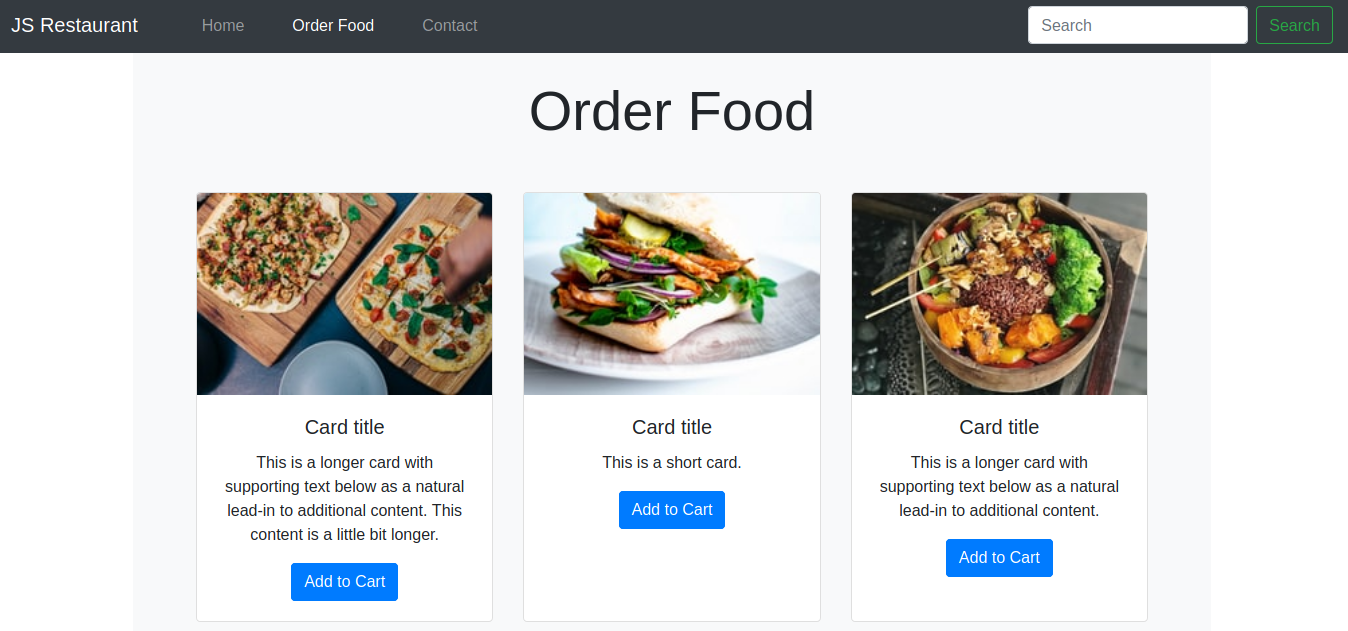 JS Restaurant Home Order Food Contact Search Search
Order Food
Card title
This is a longer card with
supporting text below as a natural
lead-in to additional content. This
content is a little bit longer.
Add to Cart
Card title
This is a short card.
Add to Cart
Card title
This is a longer card with
supporting text below as a natural
lead-in to additional content.
Add to Cart